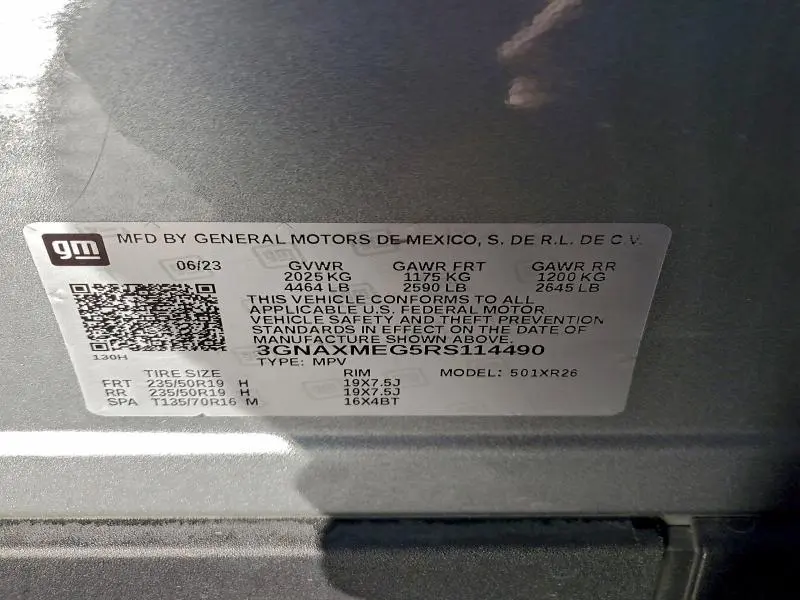 gm MFD BY GENERAL MOTORS DE MEXICO, S. DE R.L. DE C.V.
06/23 GVWR GAWR FRT GAWR RR
2025 KG 1175 KG 1200 KG
4464 LB 2590 LB 2645 LB
THIS VEHICLE CONFORMS TO ALL
APPLICABLE U.S. FEDERAL MOTOR
VEHICLE SAFETY, AND THEFT PREVENTION
STANDARDS IN EFFECT ON THE DATE OF
MANUFACTURE SHOWN ABOVE.
130H
3GNAXMEG5RS114490
TYPE: MPV MODEL: 501XR26
TIRE SIZE RIM
FRT 235/50R19 H 19X7.5J
RR 235/50R19 H 19X7.5J
SPA T135/70R16 M 16X4BT